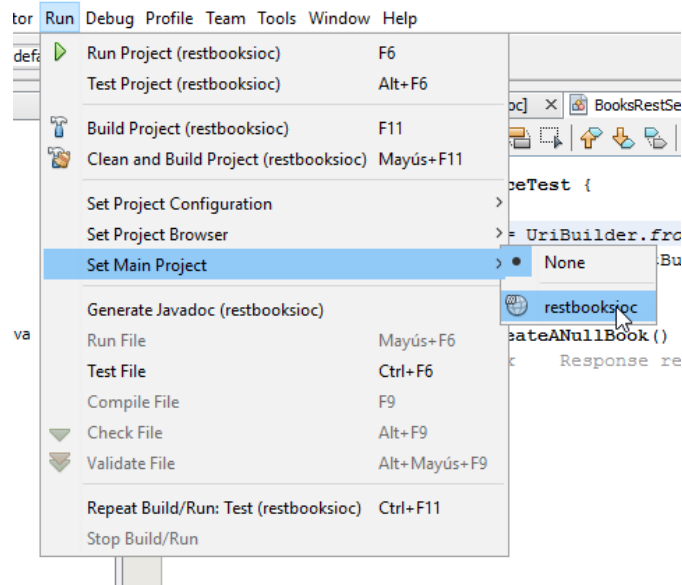 tor Run Debug Profile Team Tools Window Help
defa
Run Project (restbooksioc) F6
Test Project (restbooksioc) Alt+F6
oc] × BooksRestSe
Build Project (restbooksioc) F11
Clean and Build Project (restbooksioc) Mayús+F11
ceTest {
Set Project Configuration >
Set Project Browser >
= UriBuilder.fro
Set Main Project >
None
Bu
Generate Javadoc (restbooksioc)
restbooksioc
va
Run File Mayús+F6
eateANullBook()
Test File Ctrl+F6
Response re
Compile File F9
Check File Alt+F9
Validate File Alt+Mayús+F9
Repeat Build/Run: Test (restbooksioc) Ctrl+F11
Stop Build/Run